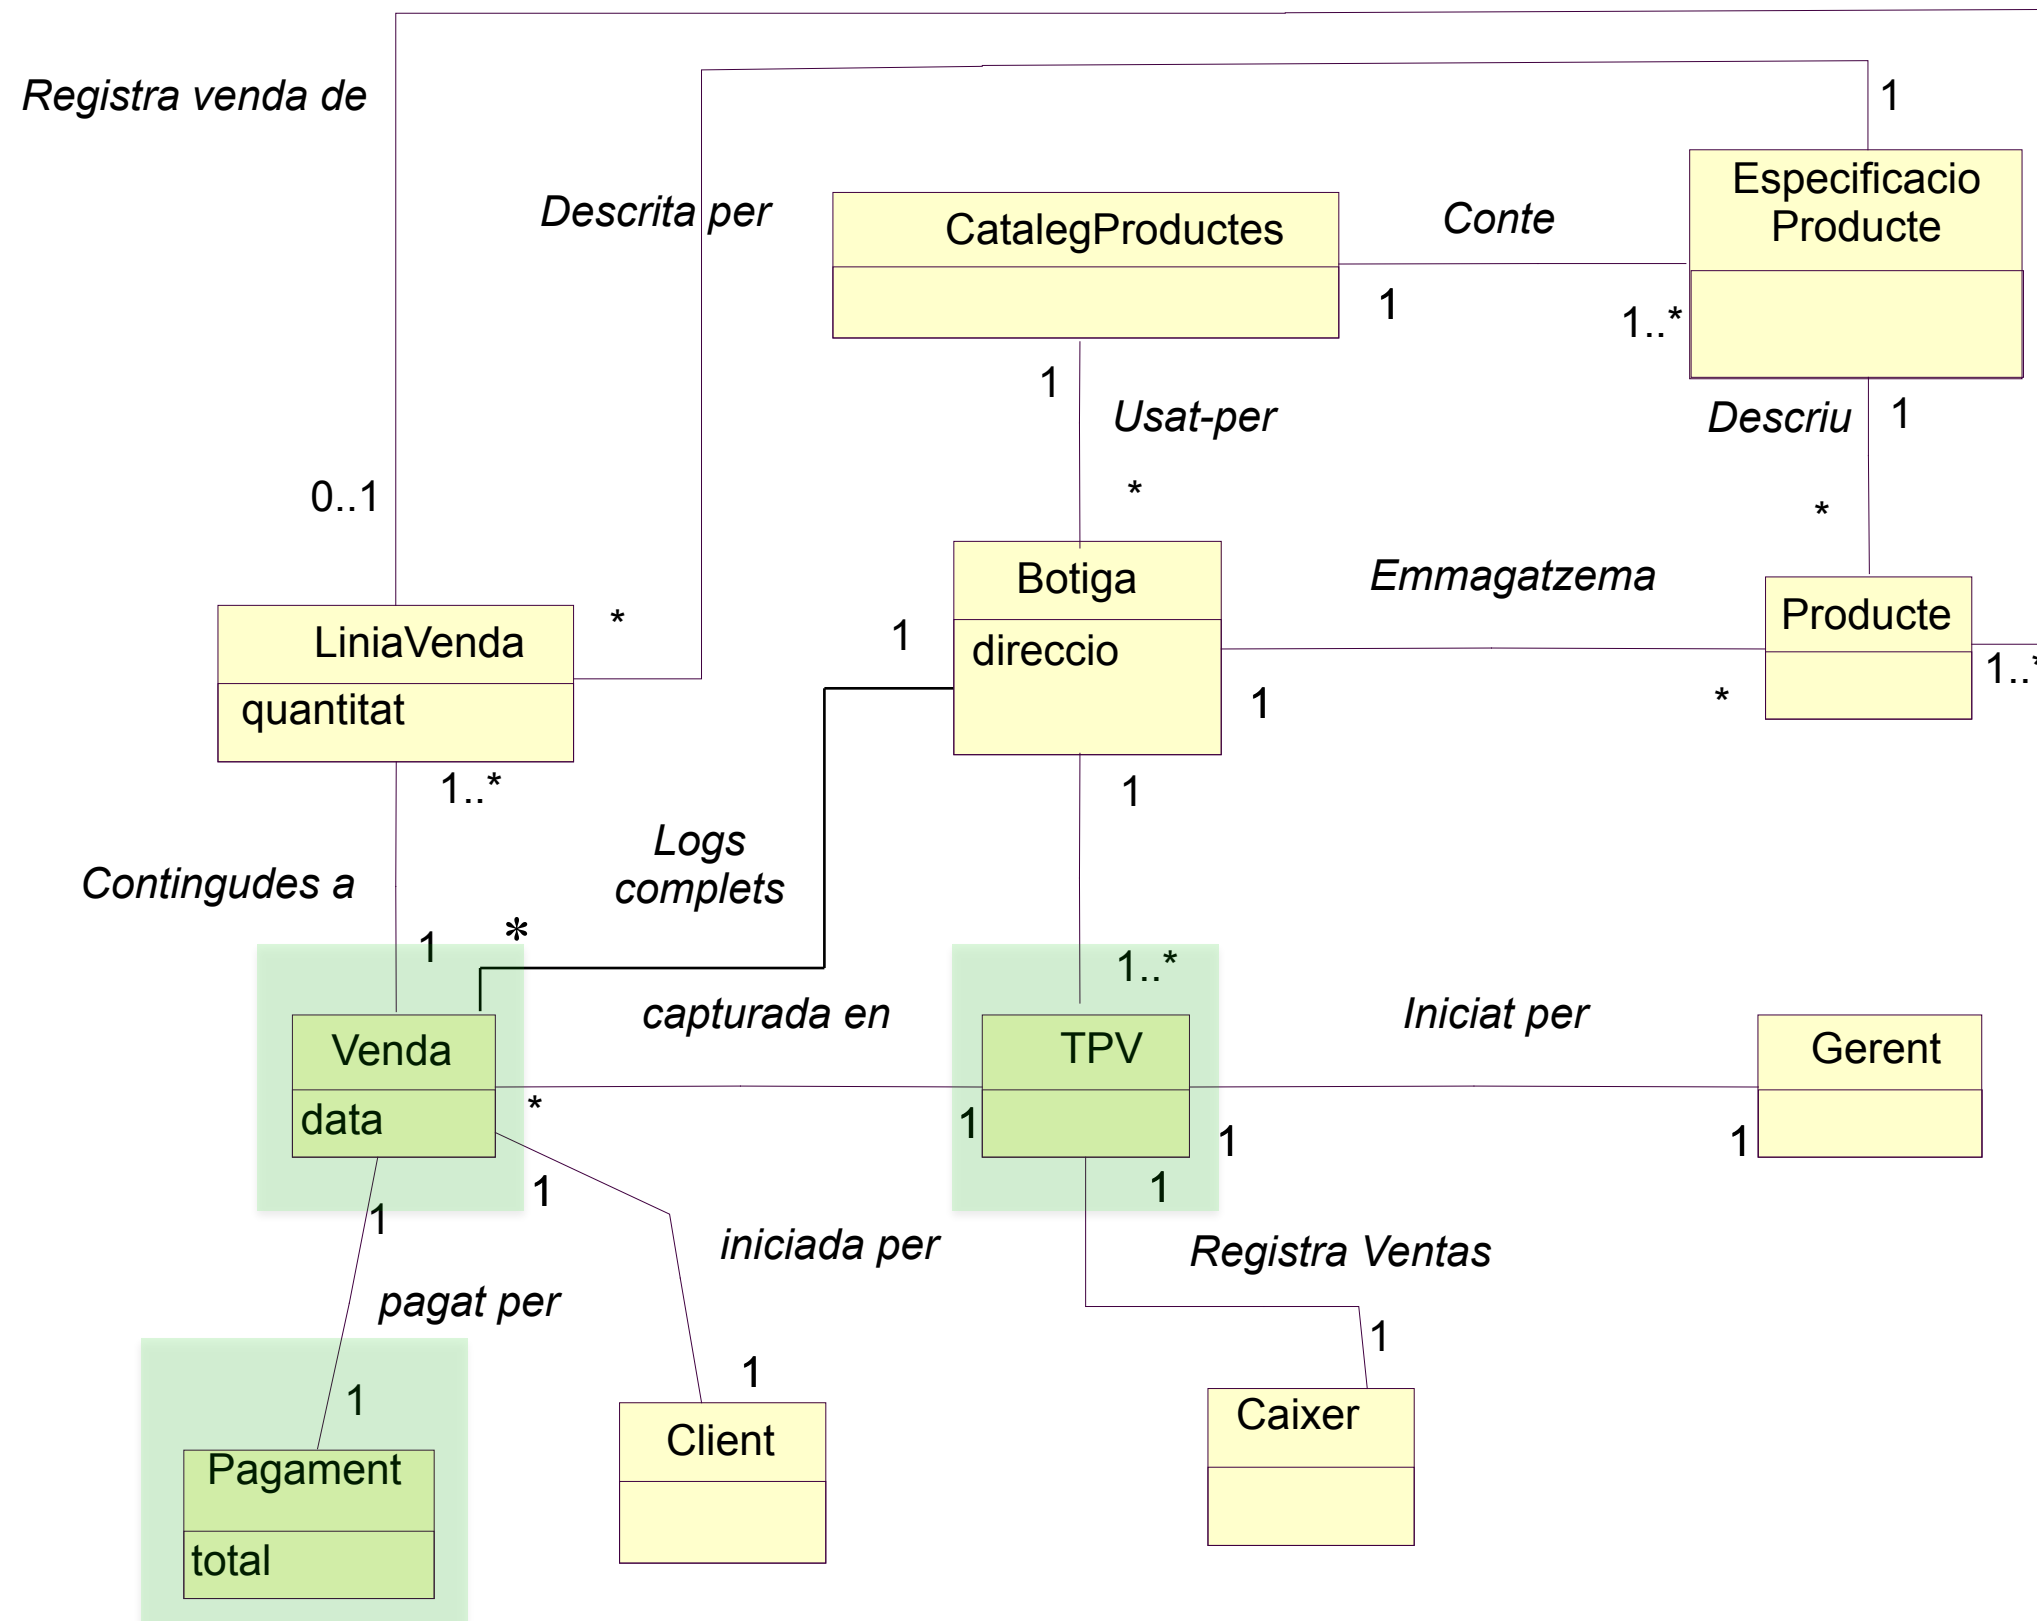 Registra venda de
1
Especificacio
Producte
Descrita per
CatalegProductes
Conte
1
1..*
1
Usat-per
Descriu
1
0..1
*
*
Botiga
Emmagatzema
Producte
LiniaVenda
*
1
direccio
1..*
quantitat
1
*
1..*
1
Logs
complets
Contingudes a
1
*
1..*
capturada en
Iniciat per
Venda
TPV
Gerent
data
*
1
1
1
1
1
1
iniciada per
Registra Ventas
pagat per
1
1
1
Client
Caixer
Pagament
total